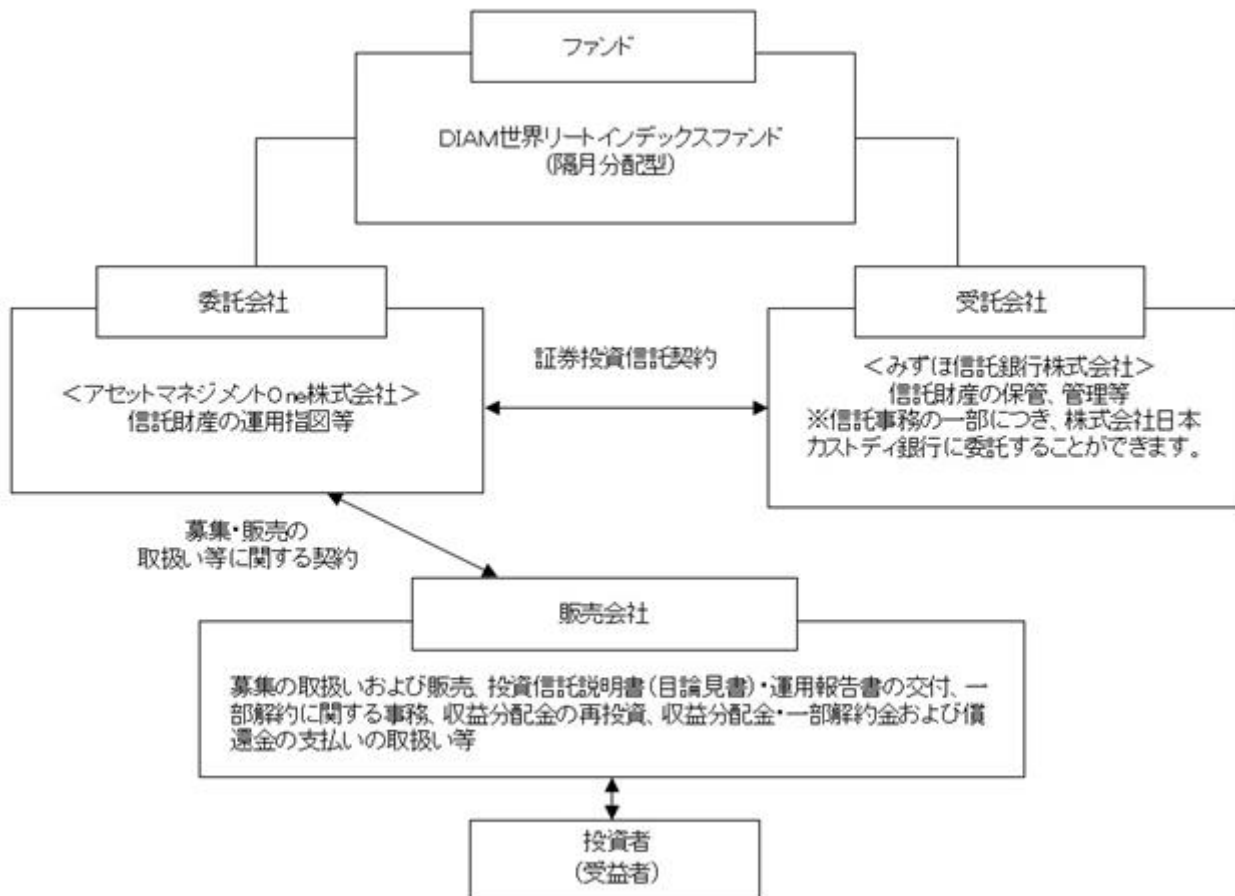 ファンド
DIAM世界リートインデックスファンド
(隔月分配型)
委託会社
<アセットマネジメントOne株式会社>
信託財産の運用指図等
証券投資信託契約
受託会社
<みずほ信託銀行株式会社>
信託財産の保管、管理等
※信託事務の一部につき、株式会社日本
カストディ銀行に委託することができます。
募集・販売の
取扱い等に関する契約
販売会社
募集の取扱いおよび販売、投資信託説明書(目論見書)・運用報告書の交付、一
部解約に関する事務、収益分配金の再投資、収益分配金・一部解約金および償
還金の支払いの取扱い等
投資者
(受益者)